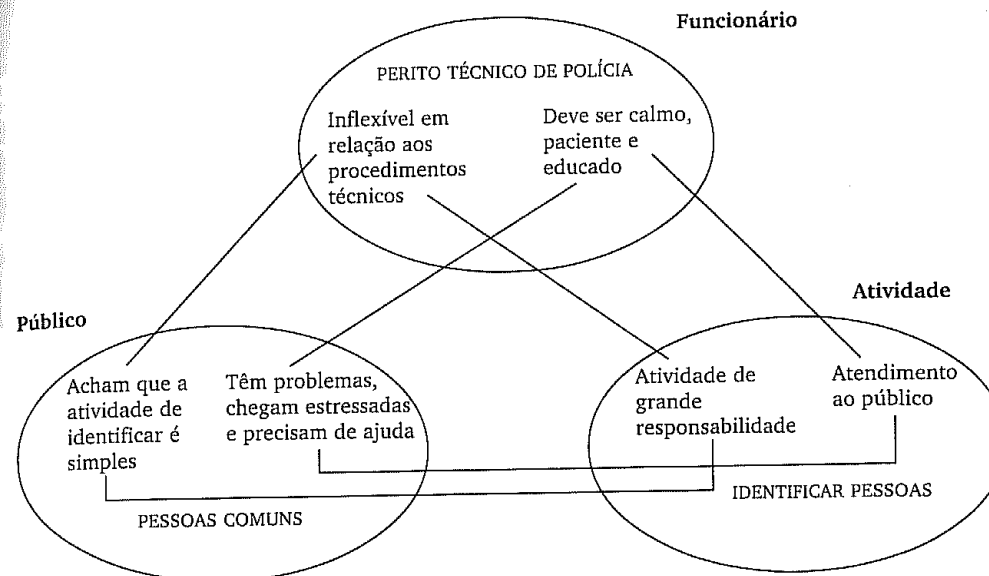 Funcionário
PERITO TÉCNICO DE POLÍCIA
Inflexível em
relação aos
procedimentos
técnicos
Deve ser calmo,
paciente e
educado
Público
Atividade
Acham que a
atividade de
identificar é
simples
Têm problemas,
chegam estressadas
e precisam de ajuda
Atividade de
grande
responsabilidade
Atendimento
ao público
PESSOAS COMUNS
IDENTIFICAR PESSOAS